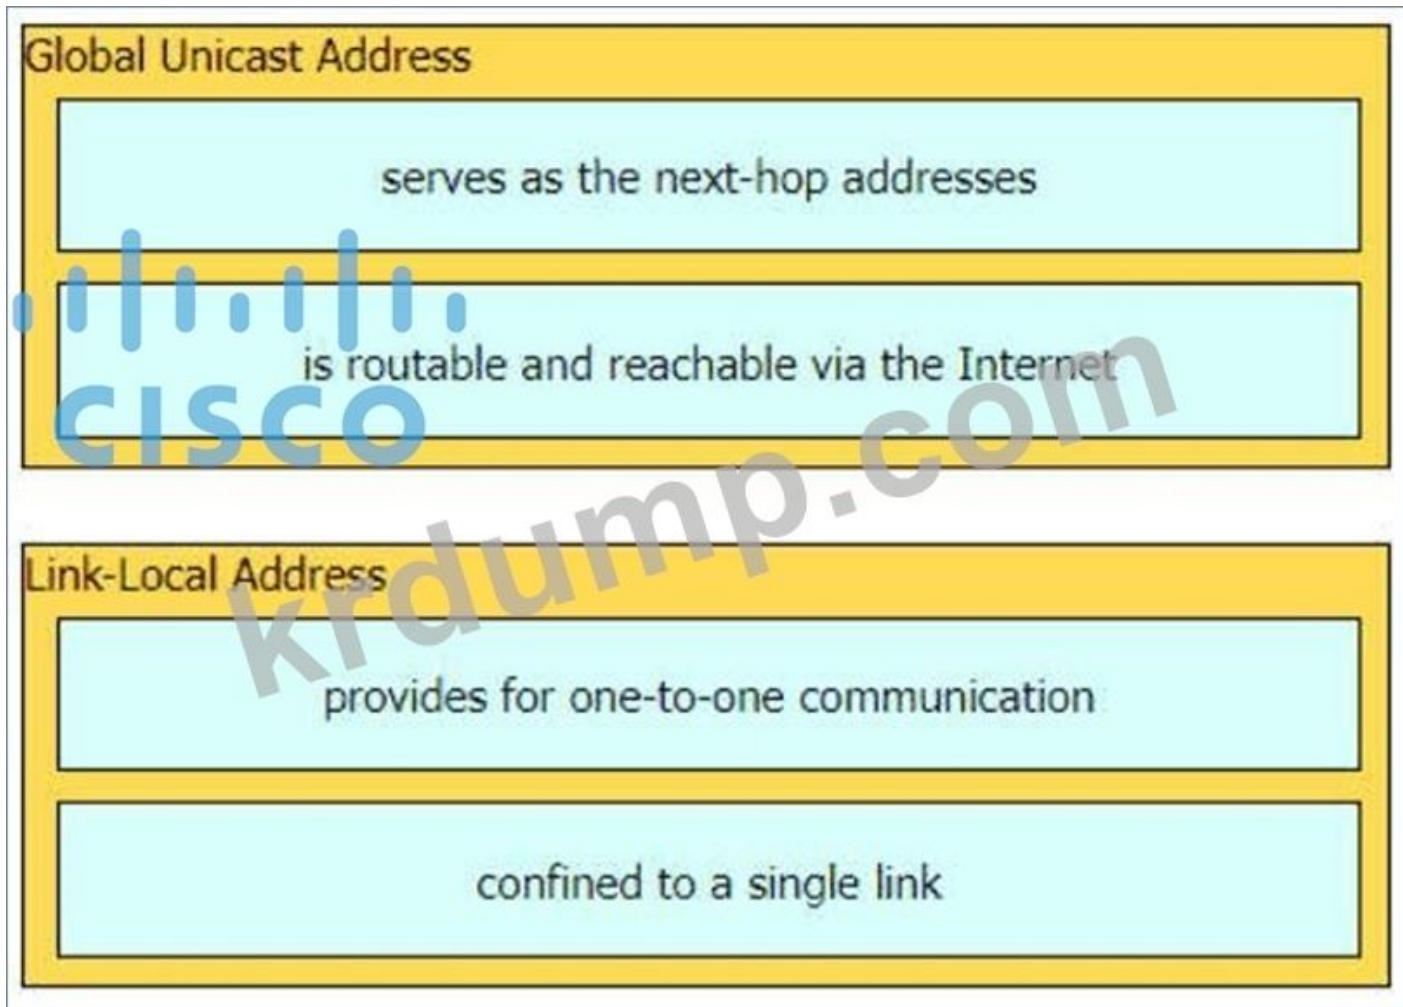 Global Unicast Address
serves as the next-hop addresses
is routable and reachable via the Internet
CISCO
krdump.com
Link-Local Address
provides for one-to-one communication
confined to a single link